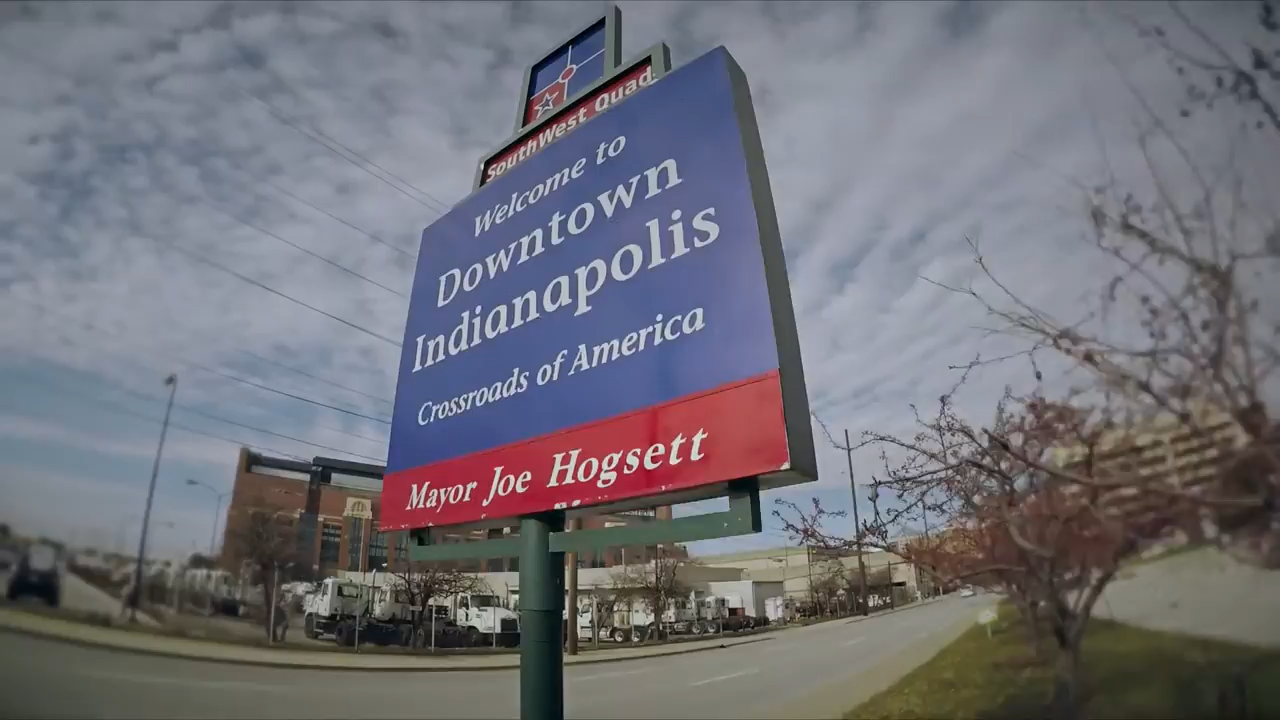 SouthWest Quad
Welcome to
Downtown
Indianapolis
Crossroads of America
Mayor Joe Hogsett